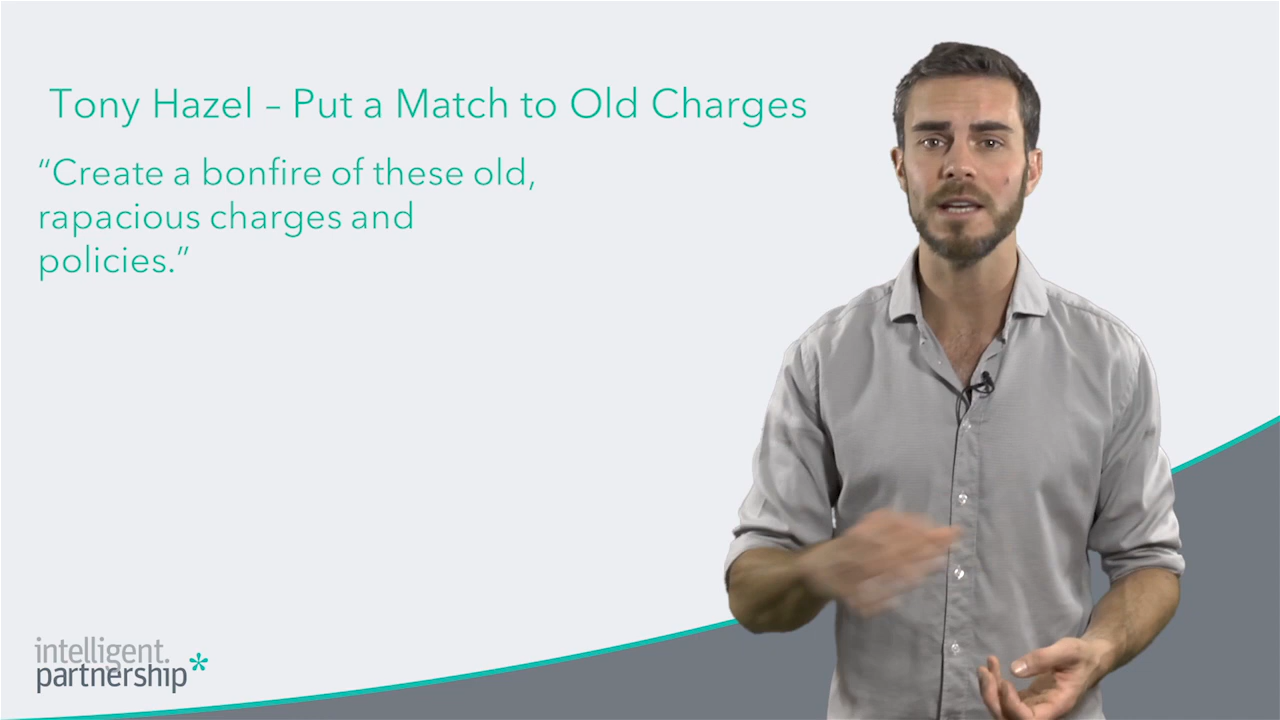 Tony Hazel – Put a Match to Old Charges
“Create a bonfire of these old,
rapacious charges and
policies.”
intelligent.
partnership*